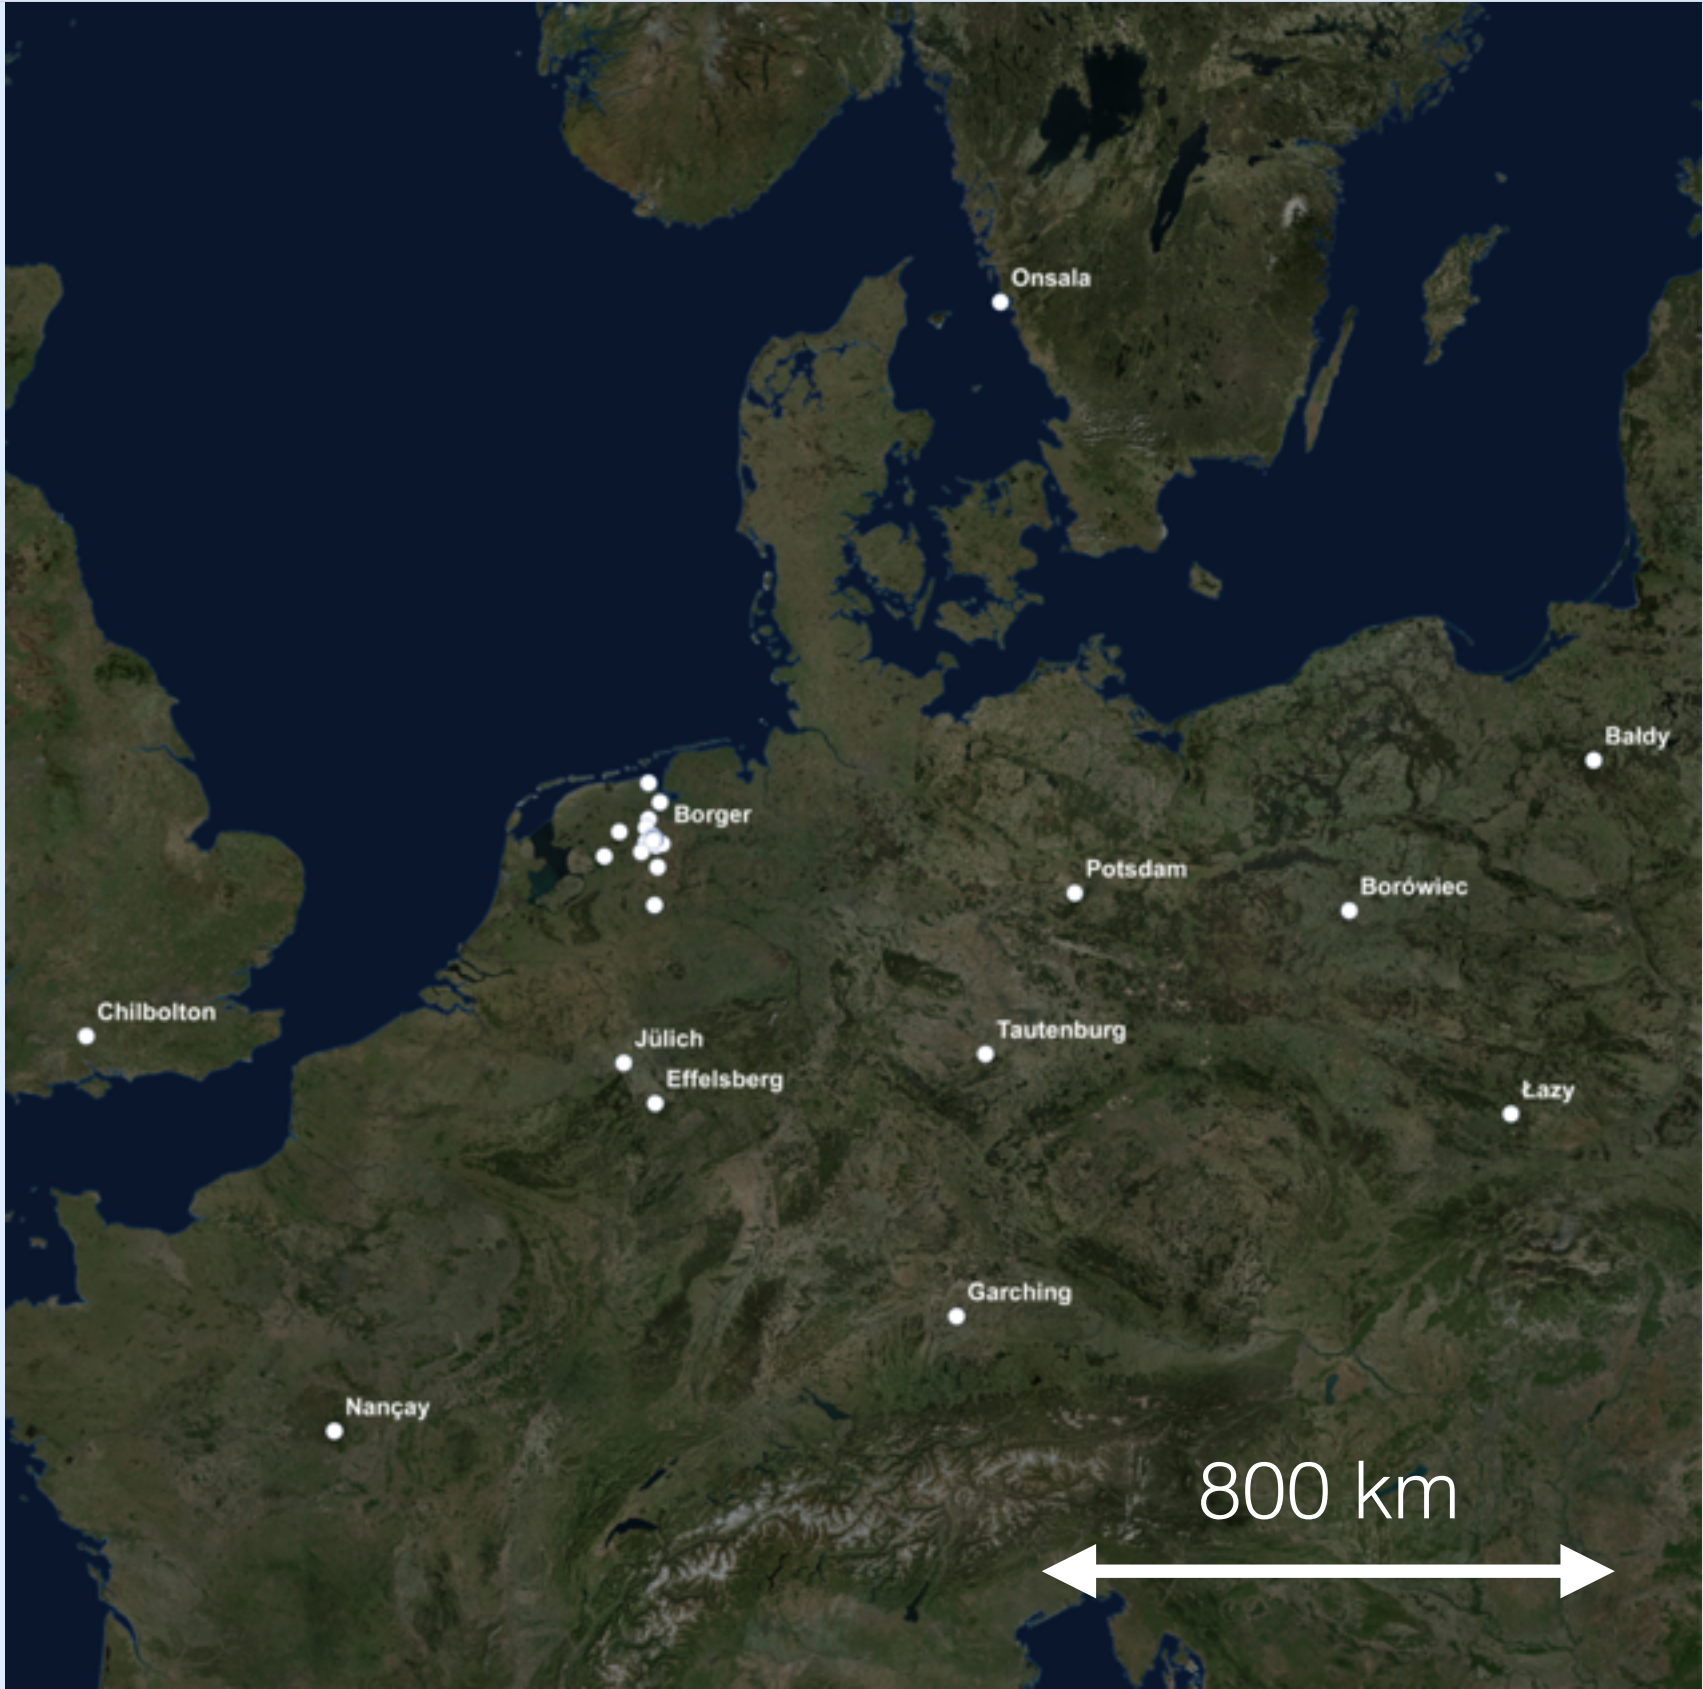 Onsala
Bałdy
Borger
Potsdam
Borówiec
Chilbolton
Tautenburg
Jülich
Effelsberg
Łazy
Garching
Nançay
800 km